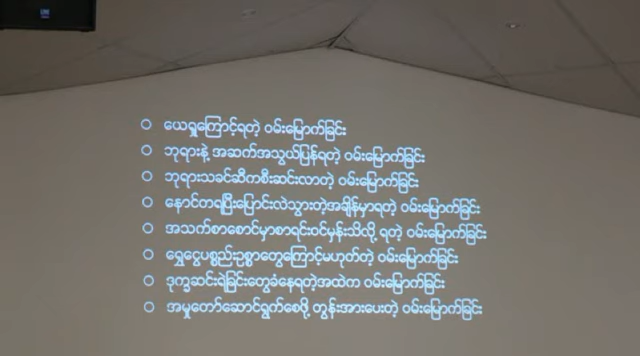 ယေရှုကြောင့်ရတဲ့ ဝမ်းမြောက်ခြင်း
ဘုရားနဲ့ အဆက်အသွယ်ပြန်ရတဲ့ ဝမ်းမြောက်ခြင်း
ဘုရားသခင်ဆီကစီးဆင်းလာတဲ့ ဝမ်းမြောက်ခြင်း
နောင်တရပြီးပြောင်းလဲသွားတဲ့အချိန်မှာရတဲ့ ဝမ်းမြောက်ခြင်း
အသက်စာစောင်မှာစာရင်းဝင်မှန်းသိလို့ ရတဲ့ ဝမ်းမြောက်ခြင်း
ရွှေငွေပစ္စည်းဥစ္စာတွေကြောင့်မဟုတ်တဲ့ ဝမ်းမြောက်ခြင်း
ဒုက္ခဆင်းရဲခြင်းတွေခံနေရတဲ့အထဲက ဝမ်းမြောက်ခြင်း
အမှုတော်ဆောင်ရွက်စေဖို့ တွန်းအားပေးတဲ့ ဝမ်းမြောက်ခြင်း